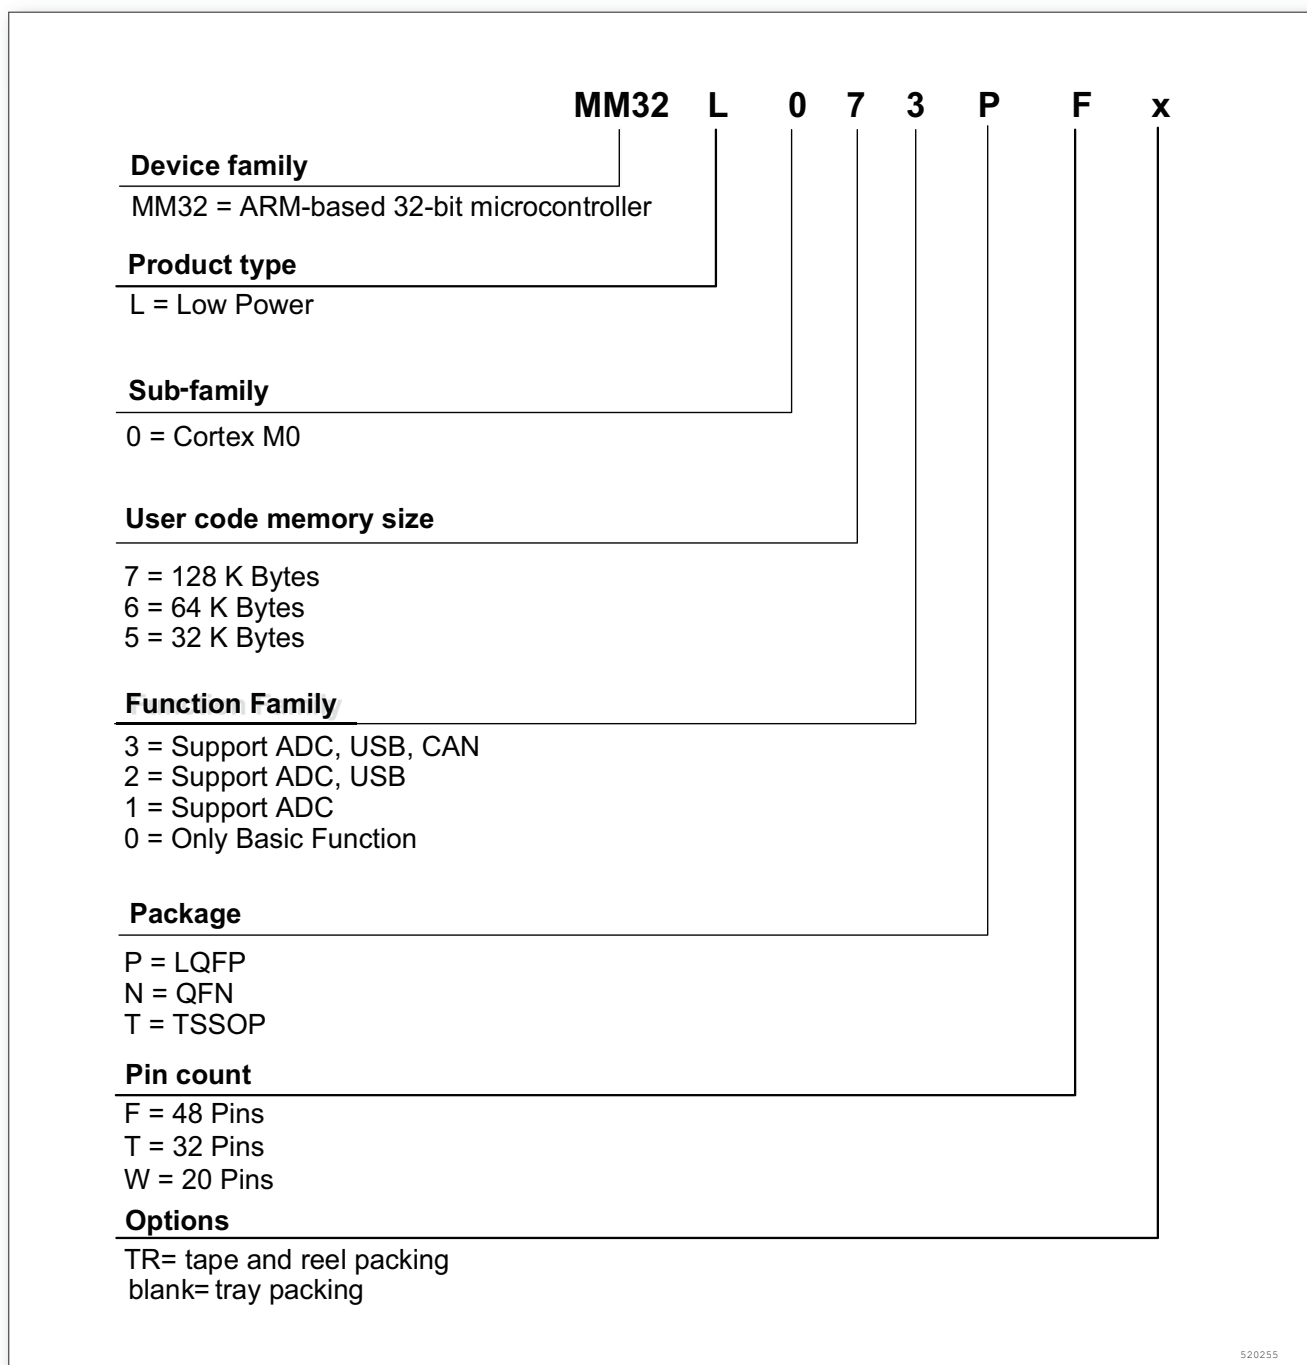 MM32 L 0 7 3 P F x
Device family
MM32 = ARM-based 32-bit microcontroller
Product type
L = Low Power
Sub-family
0 = Cortex M0
User code memory size
7 = 128 K Bytes
6 = 64 K Bytes
5 = 32 K Bytes
Function Family
3 = Support ADC, USB, CAN
2 = Support ADC, USB
1 = Support ADC
0 = Only Basic Function
Package
P = LQFP
N = QFN
T = TSSOP
Pin count
F = 48 Pins
T = 32 Pins
W = 20 Pins
Options
TR= tape and reel packing
blank= tray packing
520255